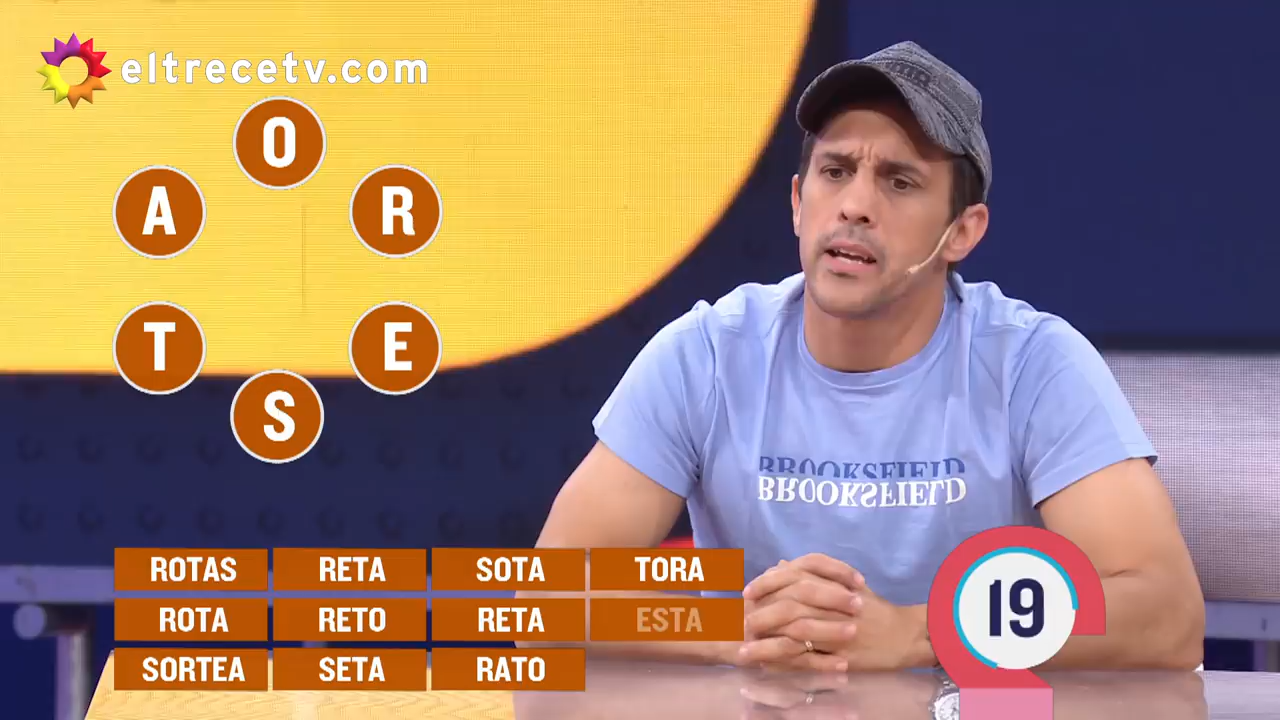 eltrecetv.com
O
A R
T E
S
BROOKSFIELD
BROOKSFIELD
ROTAS RETA SOTA TORA
ROTA RETO RETA ESTA
SORTEA SETA RATO
19